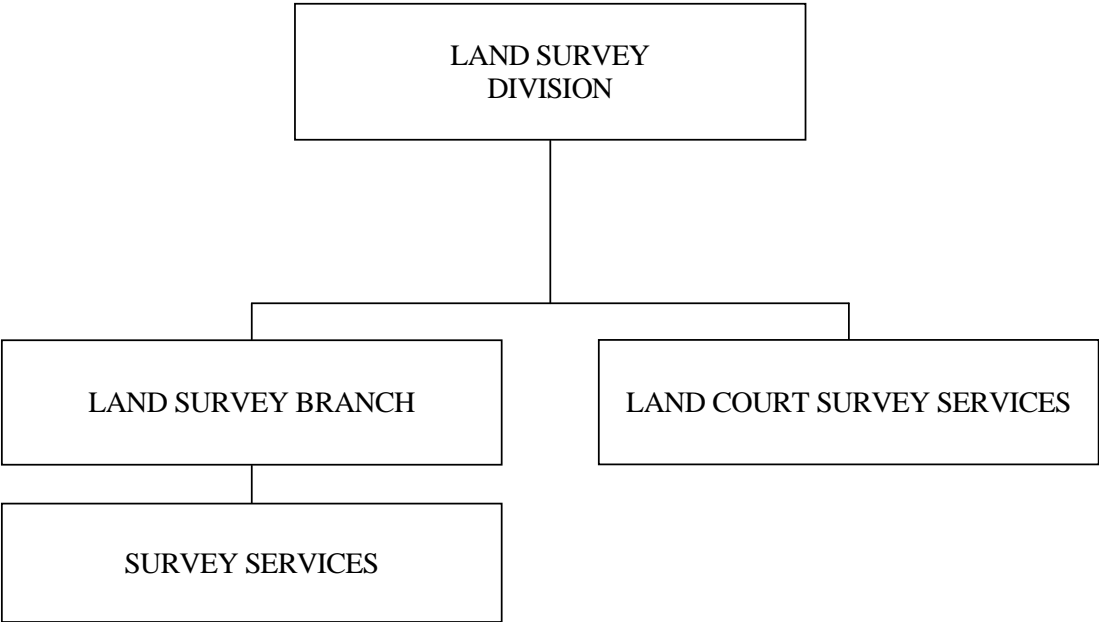 LAND SURVEY
DIVISION
LAND SURVEY BRANCH
LAND COURT SURVEY SERVICES
SURVEY SERVICES